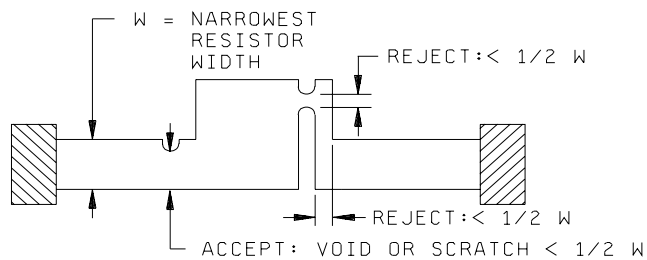 W = NARROWEST
RESISTOR
WIDTH
REJECT:< 1/2 W
REJECT:< 1/2 W
ACCEPT: VOID OR SCRATCH < 1/2 W